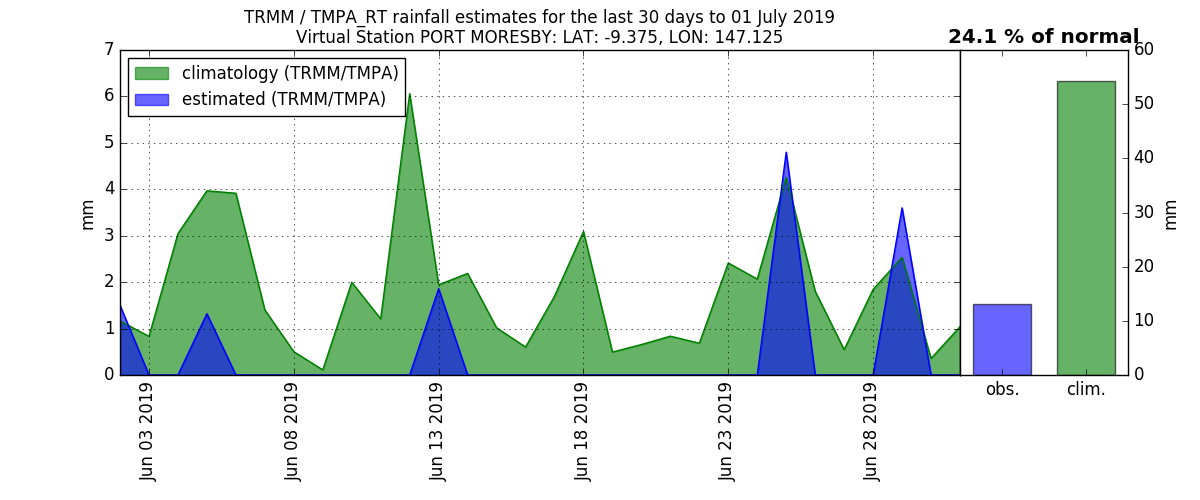 TRMM / TMPA_RT rainfall estimates for the last 30 days to 01 July 2019
Virtual Station PORT MORESBY: LAT: -9.375, LON: 147.125
24.1 % of normal
climatology (TRMM/TMPA)
estimated (TRMM/TMPA)
7
6
5
4
3
2
1
0
mm
Jun 03 2019
Jun 08 2019
Jun 13 2019
Jun 18 2019
Jun 23 2019
Jun 28 2019
60
50
40
30
20
10
0
mm
obs.
clim.